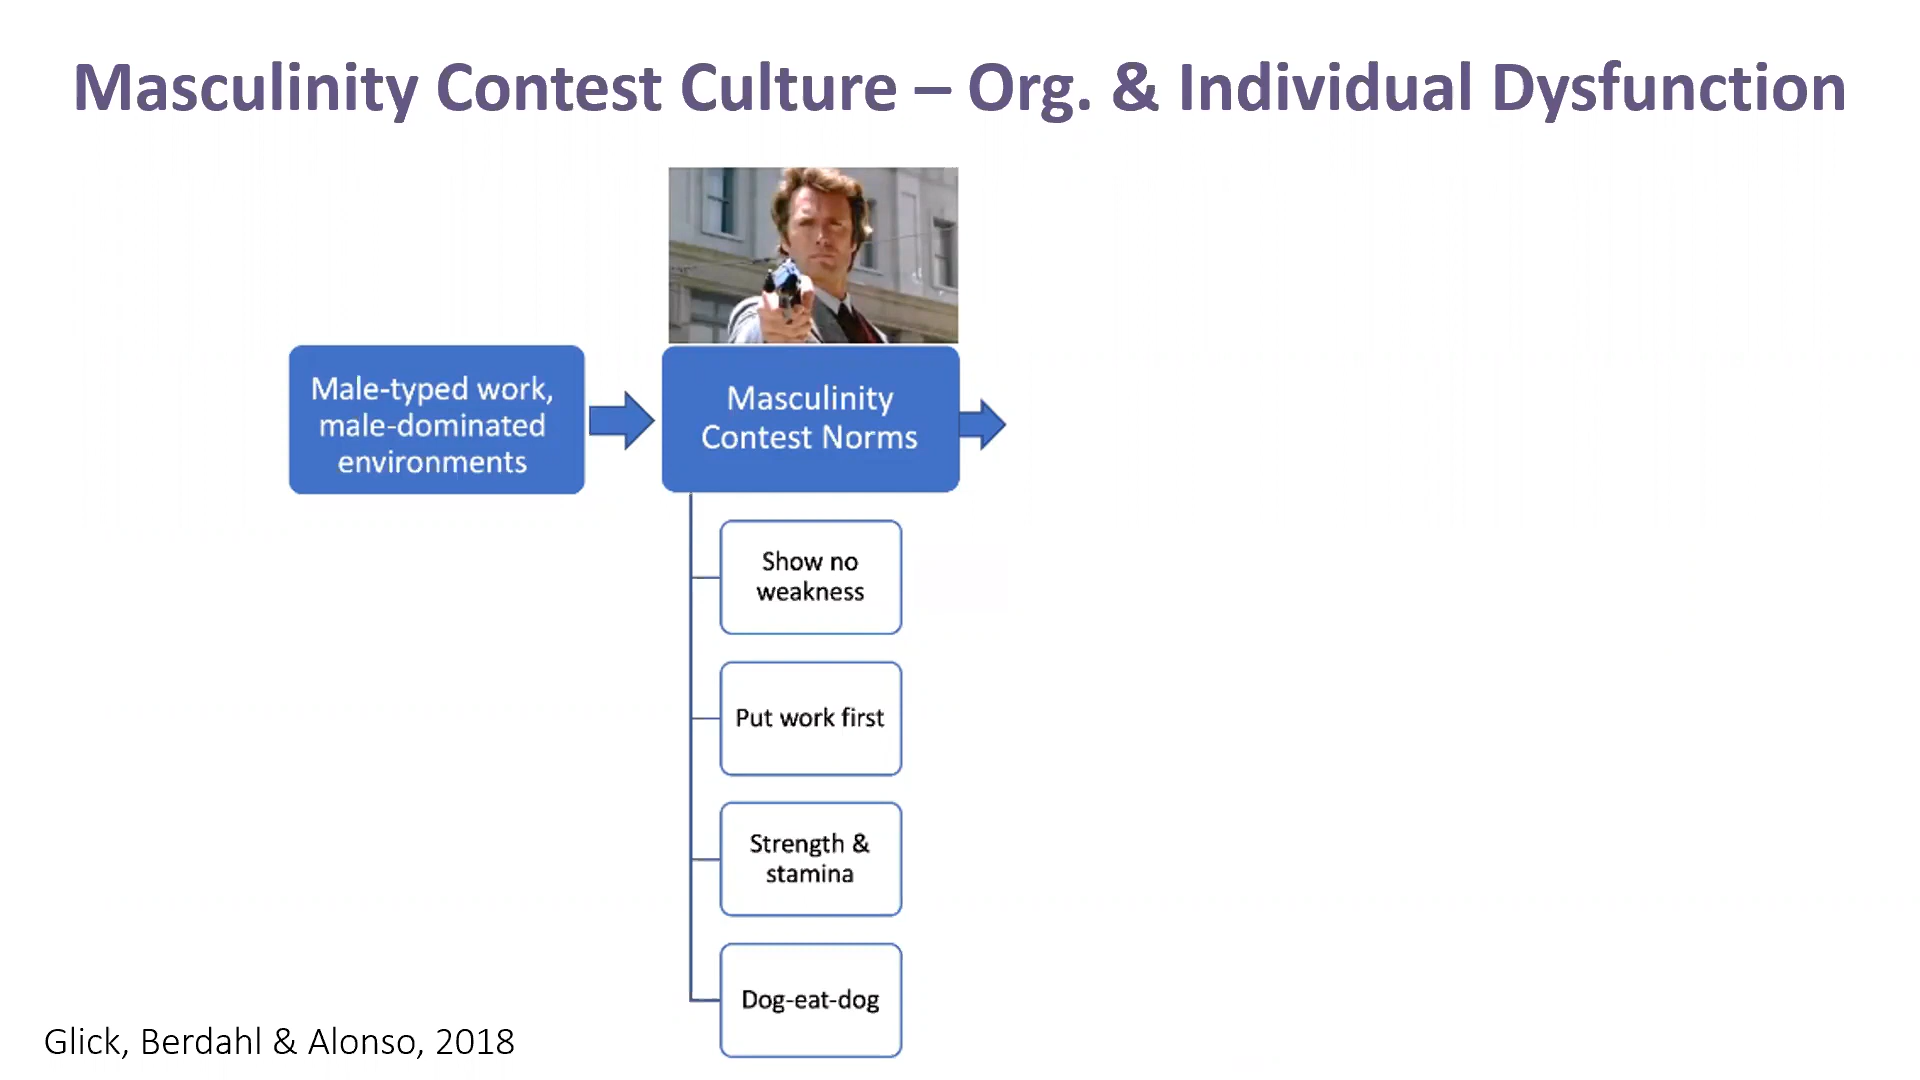 Masculinity Contest Culture – Org. & Individual Dysfunction
Male-typed work,
male-dominated
environments
Masculinity
Contest Norms
Show no
weakness
Put work first
Strength &
stamina
Dog-eat-dog
Glick, Berdahl & Alonso, 2018